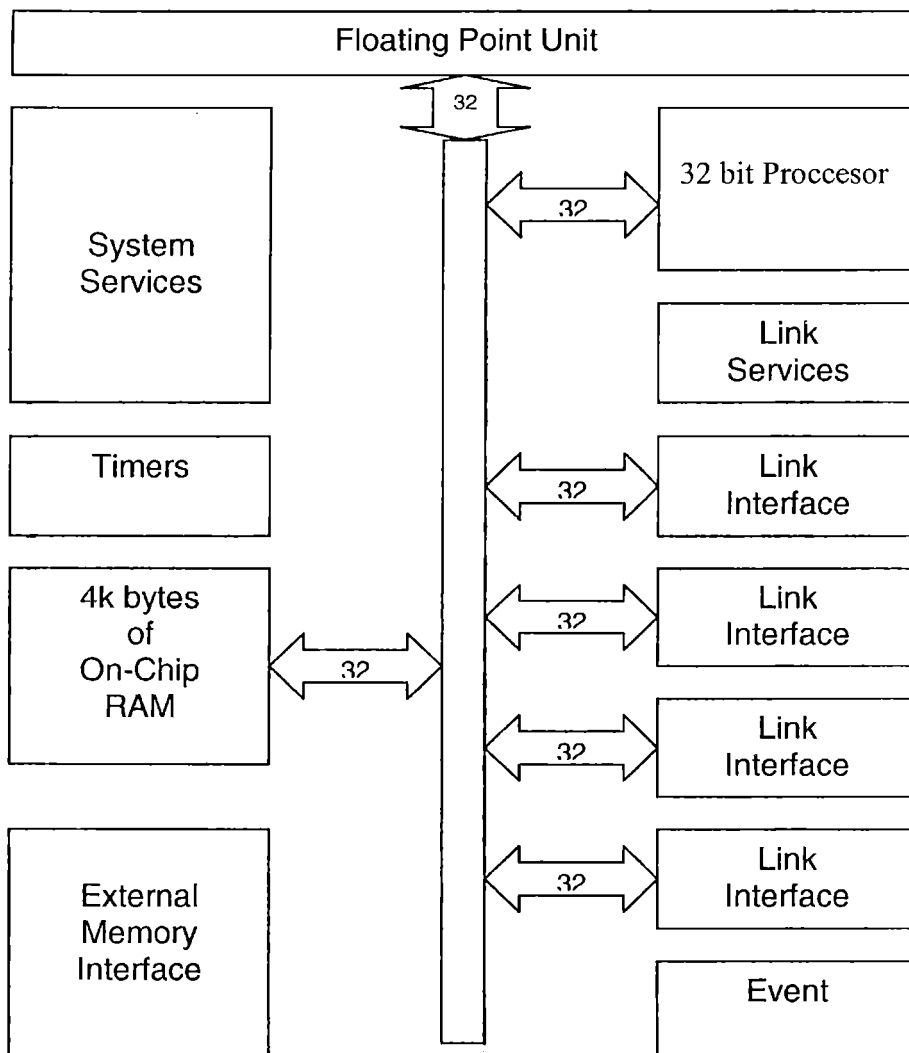 Floating Point Unit
32
System
Services
32 bit Proccesor
32
Link
Services
Timers
32
Link
Interface
4k bytes
of
On-Chip
RAM
32
32
Link
Interface
32
Link
Interface
External
Memory
Interface
32
Link
Interface
Event